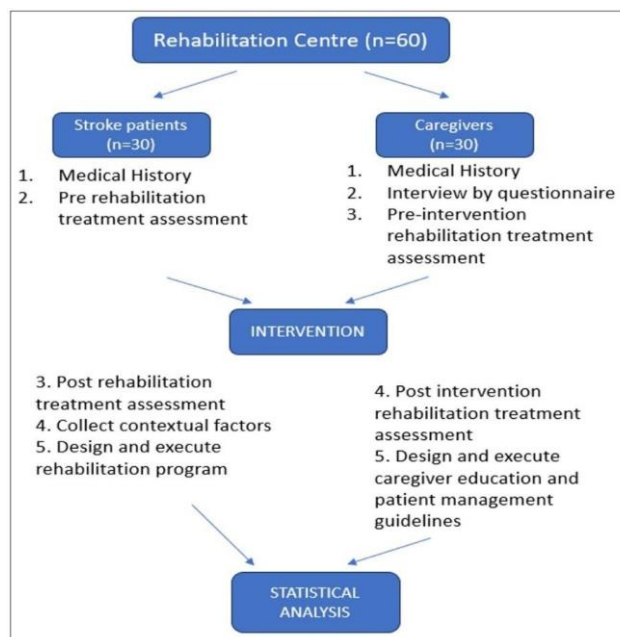 Rehabilitation Centre (n=60)
Stroke patients
(n=30)
1. Medical History
2. Pre rehabilitation
treatment assessment
Caregivers
(n=30)
1. Medical History
2. Interview by questionnaire
3. Pre-intervention
rehabilitation treatment
assessment
INTERVENTION
3. Post rehabilitation
treatment assessment
4. Collect contextual factors
5. Design and execute
rehabilitation program
4. Post intervention
rehabilitation treatment
assessment
5. Design and execute
caregiver education and
patient management
guidelines
STATISTICAL
ANALYSIS